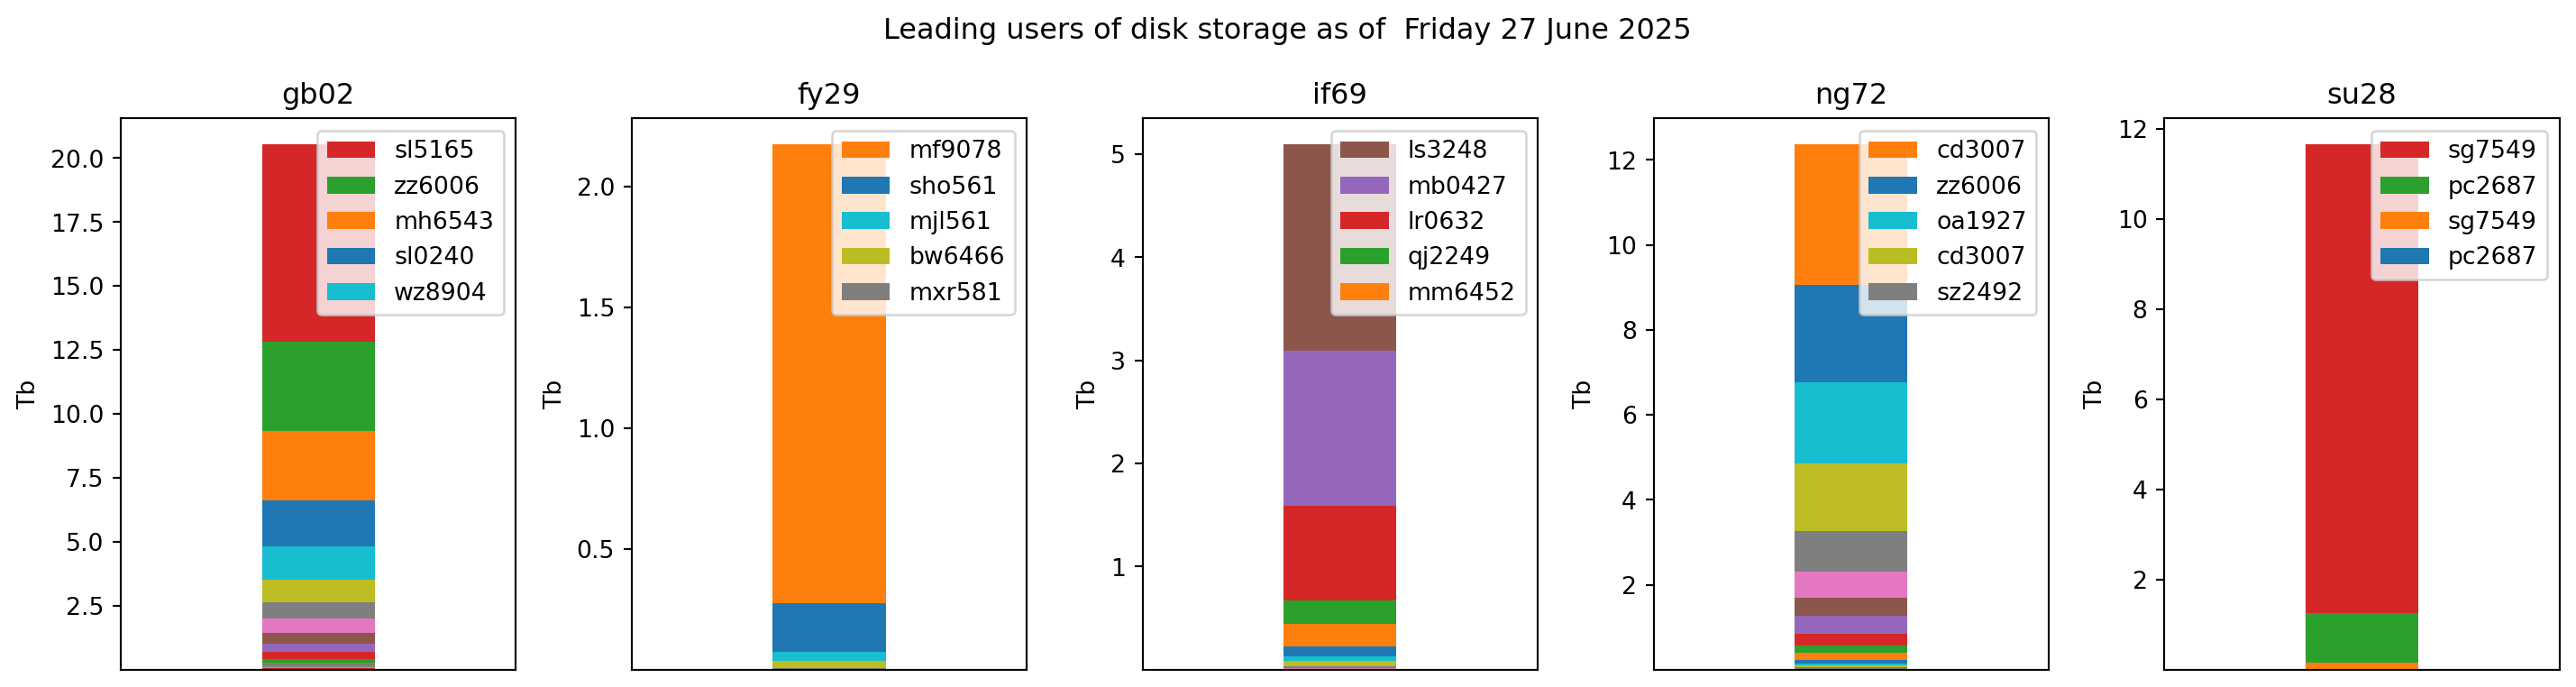 Leading users of disk storage as of  Friday 27 June 2025
gb02
Tb
20.0
17.5
15.0
12.5
10.0
7.5
5.0
2.5
sl5165
zz6006
mh6543
sl0240
wz8904
fy29
Tb
2.0
1.5
1.0
0.5
mf9078
sho561
mjl561
bw6466
mxr581
if69
Tb
5
4
3
2
1
ls3248
mb0427
lr0632
qj2249
mm6452
ng72
Tb
12
10
8
6
4
2
cd3007
zz6006
oa1927
cd3007
sz2492
su28
Tb
12
10
8
6
4
2
sg7549
pc2687
sg7549
pc2687